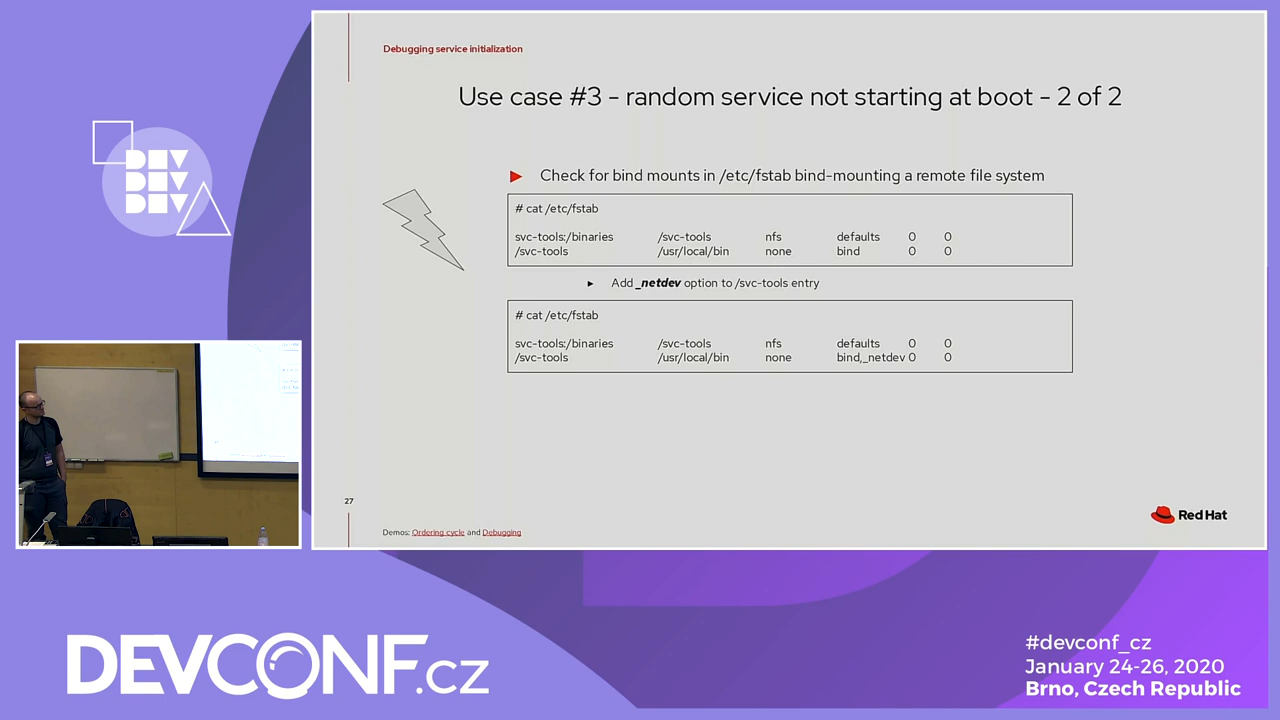 Debugging service initialization
Use case #3 - random service not starting at boot - 2 of 2
Check for bind mounts in /etc/fstab bind-mounting a remote file system
# cat /etc/fstab
svc-tools:/binaries /svc-tools nfs defaults 0 0
/svc-tools /usr/local/bin none bind 0 0
Add _netdev option to /svc-tools entry
# cat /etc/fstab
svc-tools:/binaries /svc-tools nfs defaults 0 0
/svc-tools /usr/local/bin none bind,_netdev 0 0
27
Demos: Ordering cycle and Debugging
Red Hat
DEV
DEV
DEV
DEVCONF.cz
#devconf_cz
January 24-26, 2020
Brno, Czech Republic